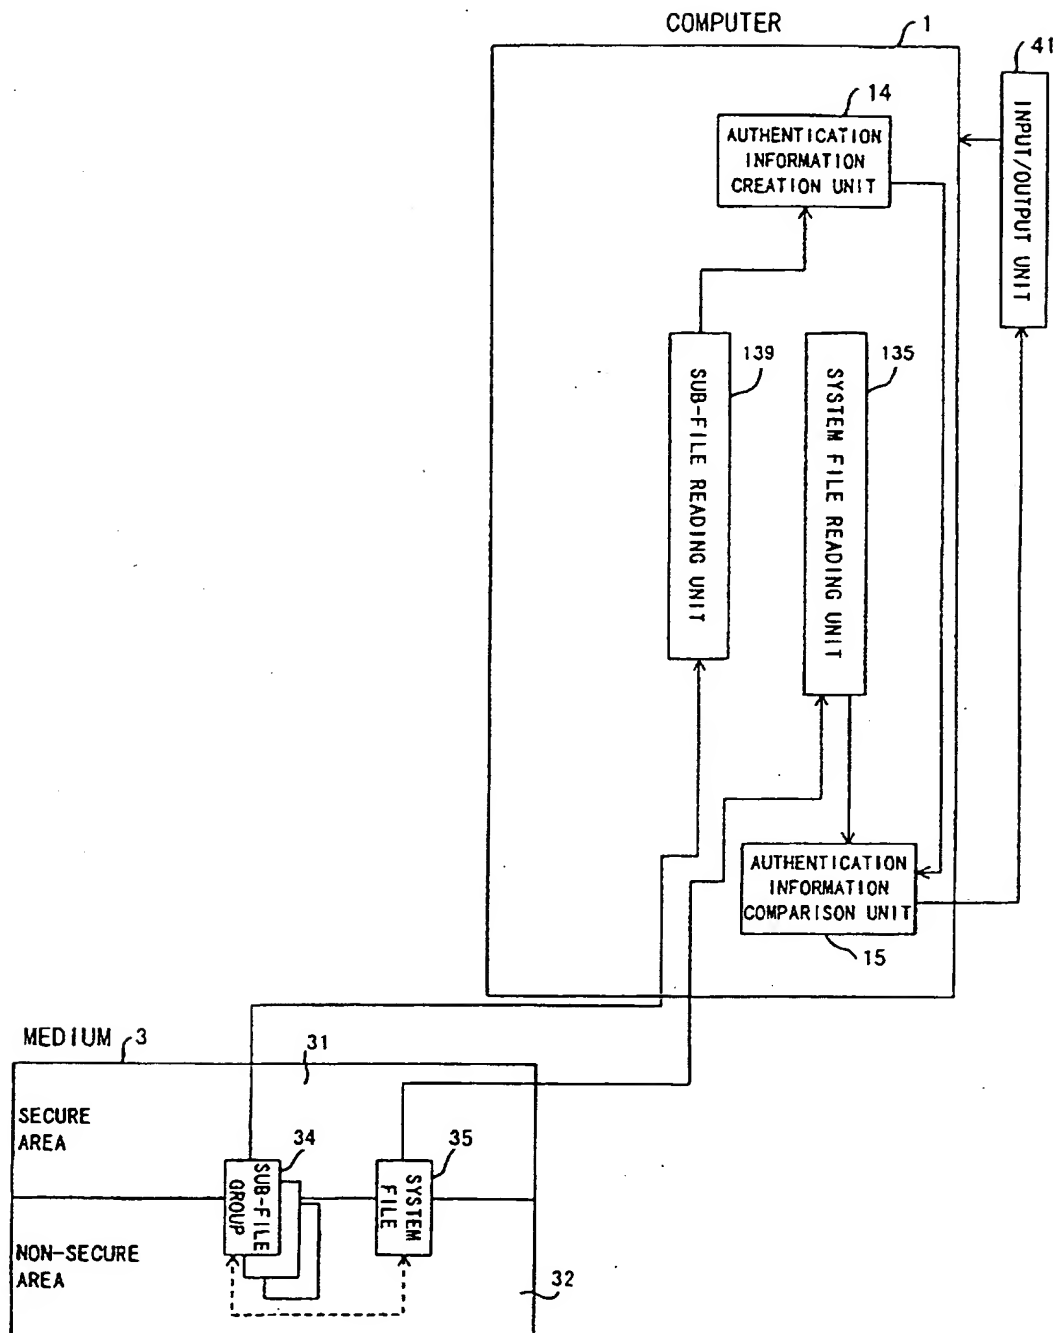 COMPUTER
1
41
INPUT/OUTPUT UNIT
14
AUTHENTICATION
INFORMATION
CREATION UNIT
139
SUB-FILE READING UNIT
135
SYSTEM FILE READING UNIT
AUTHENTICATION
INFORMATION
COMPARISON UNIT
15
MEDIUM
3
31
SECURE
AREA
34
SUB-FILE
GROUP
35
SYSTEM
FILE
NON-SECURE
AREA
32